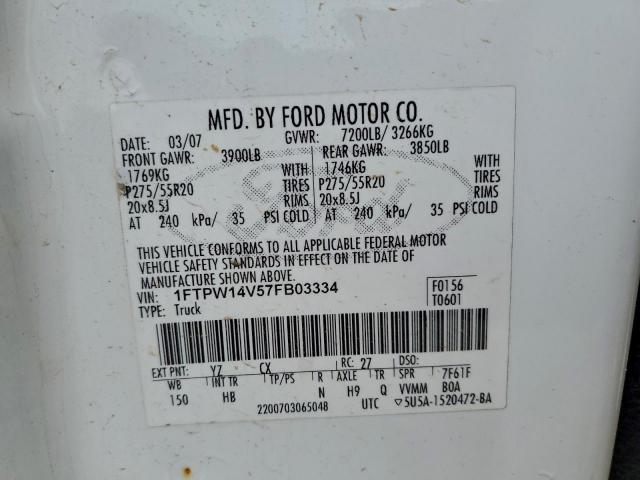 MFD. BY FORD MOTOR CO.
DATE: 03/07 GVWR: 7200LB/ 3266KG
FRONT GAWR: 3900LB REAR GAWR: 3850LB
1769KG WITH 1746KG WITH
P275/55R20 TIRES P275/55R20 TIRES
20x8.5J RIMS 20x8.5J RIMS
AT 240 kPa/ 35 PSI COLD AT 240 kPa/ 35 PSI COLD
THIS VEHICLE CONFORMS TO ALL APPLICABLE FEDERAL MOTOR
VEHICLE SAFETY STANDARDS IN EFFECT ON THE DATE OF
MANUFACTURE SHOWN ABOVE.
VIN: 1FTPW14V57FB03334 F0156
TYPE: Truck T0601
EXT PNT: YZ CX RC: 27 DSO:
WB INT TR TP/PS R AXLE TR SPR 7F61F
150 HB N H9 Q VVMM BOA
2200703065048 UTC ▽5U5A-1520472-BA